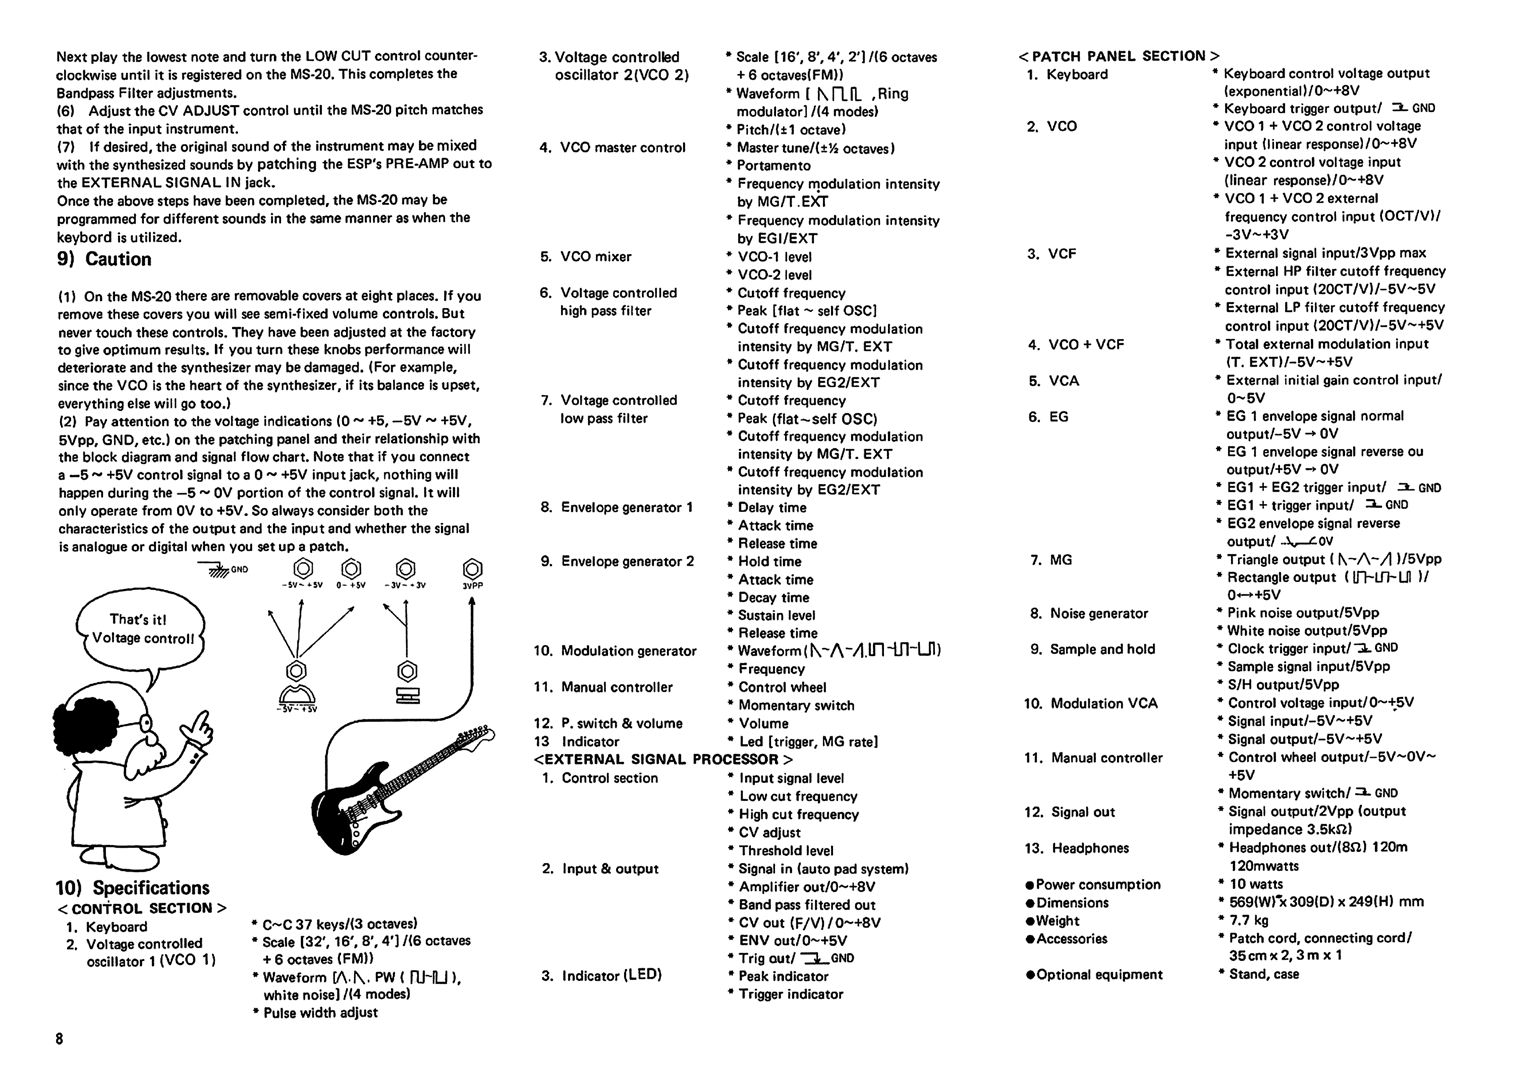 Next play the lowest note and turn the LOW CUT control counter-
clockwise until it is registered on the MS-20. This completes the
Bandpass Filter adjustments.
(6) Adjust the CV ADJUST control until the MS-20 pitch matches
that of the input instrument.
(7) If desired, the original sound of the instrument may be mixed
with the synthesized sounds by patching the ESP's PRE-AMP out to
the EXTERNAL SIGNAL IN jack.
Once the above steps have been completed, the MS-20 may be
programmed for different sounds in the same manner as when the
keybord is utilized.
9) Caution
(1) On the MS-20 there are removable covers at eight places. If you
remove these covers you will see semi-fixed volume controls. But
never touch these controls. They have been adjusted at the factory
to give optimum results. If you turn these knobs performance will
deteriorate and the synthesizer may be damaged. (For example,
since the VCO is the heart of the synthesizer, if its balance is upset,
everything else will go too.)
(2) Pay attention to the voltage indications (0 ~ +5, −5V ~ +5V,
5Vpp, GND, etc.) on the patching panel and their relationship with
the block diagram and signal flow chart. Note that if you connect
a −5 ~ +5V control signal to a 0 ~ +5V input jack, nothing will
happen during the −5 ~ 0V portion of the control signal. It will
only operate from 0V to +5V. So always consider both the
characteristics of the output and the input and whether the signal
is analogue or digital when you set up a patch.
GND
-5V~+5V 0~+5V -3V~+3V 3VPP
That's it!
Voltage control!
-5V~+5V
10) Specifications
<CONTROL SECTION>
1. Keyboard * C~C 37 keys/(3 octaves)
2. Voltage controlled * Scale [32', 16', 8', 4'] /(6 octaves
oscillator 1 (VCO 1) + 6 octaves (FM))
* Waveform [ , , PW ( ~ ),
white noise] /(4 modes)
* Pulse width adjust
8
3. Voltage controlled * Scale [16', 8', 4', 2'] /(6 octaves
oscillator 2(VCO 2) + 6 octaves(FM))
* Waveform [ ,Ring
modulator] /(4 modes)
* Pitch/(±1 octave)
4. VCO master control * Master tune/(±½ octaves)
* Portamento
* Frequency modulation intensity
by MG/T.EXT
* Frequency modulation intensity
by EGI/EXT
5. VCO mixer * VCO-1 level
* VCO-2 level
6. Voltage controlled * Cutoff frequency
high pass filter * Peak [flat ~ self OSC]
* Cutoff frequency modulation
intensity by MG/T. EXT
* Cutoff frequency modulation
intensity by EG2/EXT
7. Voltage controlled * Cutoff frequency
low pass filter * Peak (flat~self OSC)
* Cutoff frequency modulation
intensity by MG/T. EXT
* Cutoff frequency modulation
intensity by EG2/EXT
8. Envelope generator 1 * Delay time
* Attack time
* Release time
9. Envelope generator 2 * Hold time
* Attack time
* Decay time
* Sustain level
* Release time
10. Modulation generator * Waveform ( ~ ~ , ~ ~ )
* Frequency
11. Manual controller * Control wheel
* Momentary switch
12. P. switch & volume * Volume
13 Indicator * Led [trigger, MG rate]
<EXTERNAL SIGNAL PROCESSOR>
1. Control section * Input signal level
* Low cut frequency
* High cut frequency
* CV adjust
* Threshold level
2. Input & output * Signal in (auto pad system)
* Amplifier out/0~+8V
* Band pass filtered out
* CV out (F/V) / 0~+8V
* ENV out/0~+5V
* Trig out/ GND
3. Indicator (LED) * Peak indicator
* Trigger indicator
<PATCH PANEL SECTION>
1. Keyboard * Keyboard control voltage output
(exponential)/0~+8V
* Keyboard trigger output/ GND
2. VCO * VCO 1 + VCO 2 control voltage
input (linear response)/0~+8V
* VCO 2 control voltage input
(linear response)/0~+8V
* VCO 1 + VCO 2 external
frequency control input (OCT/V)/
-3V~+3V
3. VCF * External signal input/3Vpp max
* External HP filter cutoff frequency
control input (20CT/V)/-5V~5V
* External LP filter cutoff frequency
control input (20CT/V)/-5V~+5V
4. VCO + VCF * Total external modulation input
(T. EXT)/-5V~+5V
5. VCA * External initial gain control input/
0~5V
6. EG * EG 1 envelope signal normal
output/-5V → 0V
* EG 1 envelope signal reverse ou
output/+5V → 0V
* EG1 + EG2 trigger input/ GND
* EG1 + trigger input/ GND
* EG2 envelope signal reverse
output/ 0V
7. MG * Triangle output ( ~ ~ )/5Vpp
* Rectangle output ( ~ ~ )/
0↔+5V
8. Noise generator * Pink noise output/5Vpp
* White noise output/5Vpp
9. Sample and hold * Clock trigger input/ GND
* Sample signal input/5Vpp
* S/H output/5Vpp
10. Modulation VCA * Control voltage input/ 0~+5V
* Signal input/-5V~+5V
* Signal output/-5V~+5V
11. Manual controller * Control wheel output/-5V~0V~
+5V
* Momentary switch/ GND
12. Signal out * Signal output/2Vpp (output
impedance 3.5kΩ)
13. Headphones * Headphones out/(8Ω) 120m
120mwatts
●Power consumption * 10 watts
●Dimensions * 569(W) x 309(D) x 249(H) mm
●Weight * 7.7 kg
●Accessories * Patch cord, connecting cord/
35 cm x 2, 3 m x 1
●Optional equipment * Stand, case